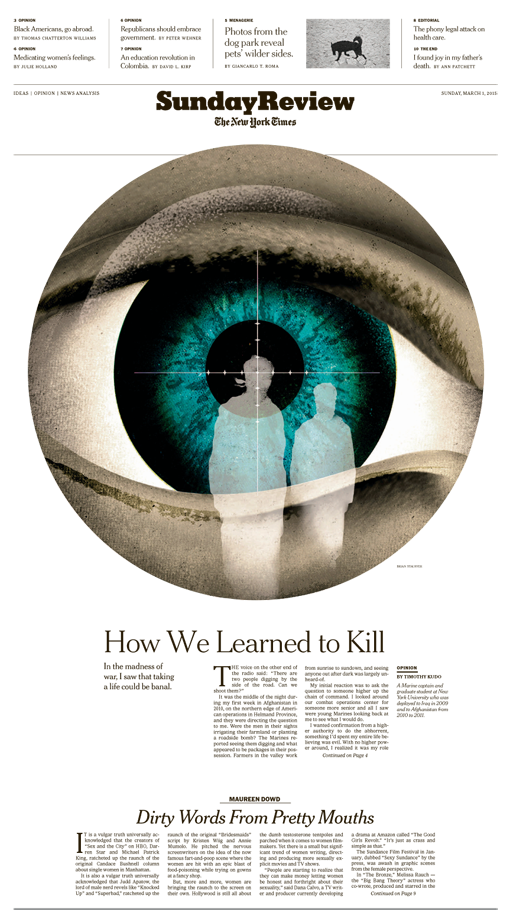 2 OPINION
Black Americans, go abroad.
BY THOMAS CHATTERTON WILLIAMS
6 OPINION
Medicating women's feelings.
BY JULIE HOLLAND
4 OPINION
Republicans should embrace
government. BY PETER WEHNER
7 OPINION
An education revolution in
Colombia. BY DAVID L. KIRP
5 MENAGERIE
Photos from the
dog park reveal
pets' wilder sides.
BY GIANCARLO T. ROMA
8 EDITORIAL
The phony legal attack on
health care.
10 THE END
I found joy in my father's
death. BY ANN PATCHETT
IDEAS | OPINION | NEWS ANALYSIS
SundayReview
SUNDAY, MARCH 1, 2015
The New York Times
How We Learned to Kill
In the madness of
war, I saw that taking
a life could be banal.
THE voice on the other end of
the radio said: "There are
two people digging by the
side of the road. Can we
shoot them?"
It was the middle of the night dur-
ing my first week in Afghanistan in
2010, on the northern edge of Ameri-
can operations in Helmand Province,
and they were directing the question
to me. Were the men in their nights
irrigating their farmland or planting
a roadside bomb? The Marines re-
ported seeing them digging and what
appeared to be packages in their pos-
session. Farmers in the valley work
from sunrise to sundown, and seeing
anyone out after dark was largely un-
heard-of.
My initial reaction was to ask the
question to someone higher up the
chain of command. I looked around
our combat operations center for
someone more senior and all I saw
were young Marines looking back at
me to see what I would do.
I wanted confirmation from a high-
er authority to do the abhorrent,
something I'd spent my entire life be-
lieving was evil. With no higher pow-
er around, I realized it was my role
Continued on Page 4
OPINION
BY TIMOTHY KUDO
A Marine captain and
graduate student at New
York University who was
deployed to Iraq in 2009
and to Afghanistan from
2010 to 2011.
MAUREEN DOWD
Dirty Words From Pretty Mouths
IT is a vulgar truth universally ac-
knowledged that the creators of
"Sex and the City" on HBO, Dar-
ren Star and Michael Patrick
King, ratcheted up the raunch of the
original Candace Bushnell column
about single women in Manhattan.
It is also a vulgar truth universally
acknowledged that Judd Apatow, the
lord of male nerd revels like "Knocked
Up" and "Superbad," ratcheted up the
raunch of the original "Bridesmaids"
script by Kristen Wiig and Annie
Mumolo. He pitched the nervous
screenwriters on the idea of the now
famous fart-and-poop scene where the
women are hit with an epic blast of
food-poisoning while trying on gowns
at a fancy shop.
But, more and more, women are
bringing the raunch to the screen on
their own. Hollywood is still all about
the dumb testosterone tentpoles and
parched when it comes to women film-
makers. Yet there is a small but signif-
icant trend of women writing, direct-
ing and producing more sexually ex-
plicit movies and TV shows.
"People are starting to realize that
they can make money letting women
be honest and forthright about their
sexuality," said Dana Calvo, a TV writ-
er and producer currently developing
a drama at Amazon called "The Good
Girls Revolt." "It's just as crass and
simple as that."
The Sundance Film Festival in Jan-
uary, dubbed "Sexy Sundance" by the
press, was awash in graphic scenes
from the female perspective.
In "The Bronze," Melissa Rauch —
the "Big Bang Theory" actress who
co-wrote, produced and starred in the
Continued on Page 9